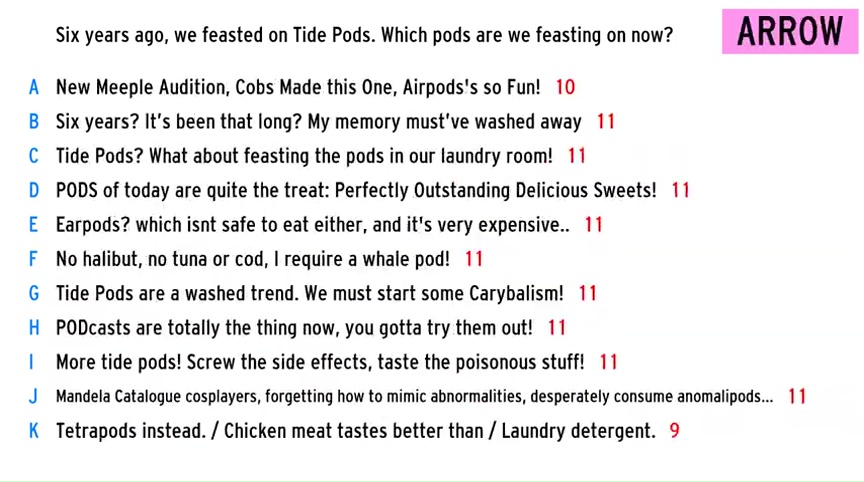 Six years ago, we feasted on Tide Pods. Which pods are we feasting on now?
ARROW
A New Meeple Audition, Cobs Made this One, Airpods's so Fun! 10
B Six years? It's been that long? My memory must've washed away 11
C Tide Pods? What about feasting the pods in our laundry room! 11
D PODS of today are quite the treat: Perfectly Outstanding Delicious Sweets! 11
E Earpods? which isnt safe to eat either, and it's very expensive.. 11
F No halibut, no tuna or cod, I require a whale pod! 11
G Tide Pods are a washed trend. We must start some Carybalism! 11
H PODcasts are totally the thing now, you gotta try them out! 11
I More tide pods! Screw the side effects, taste the poisonous stuff! 11
J Mandela Catalogue cosplayers, forgetting how to mimic abnormalities, desperately consume anomalipods... 11
K Tetrapods instead. / Chicken meat tastes better than / Laundry detergent. 9